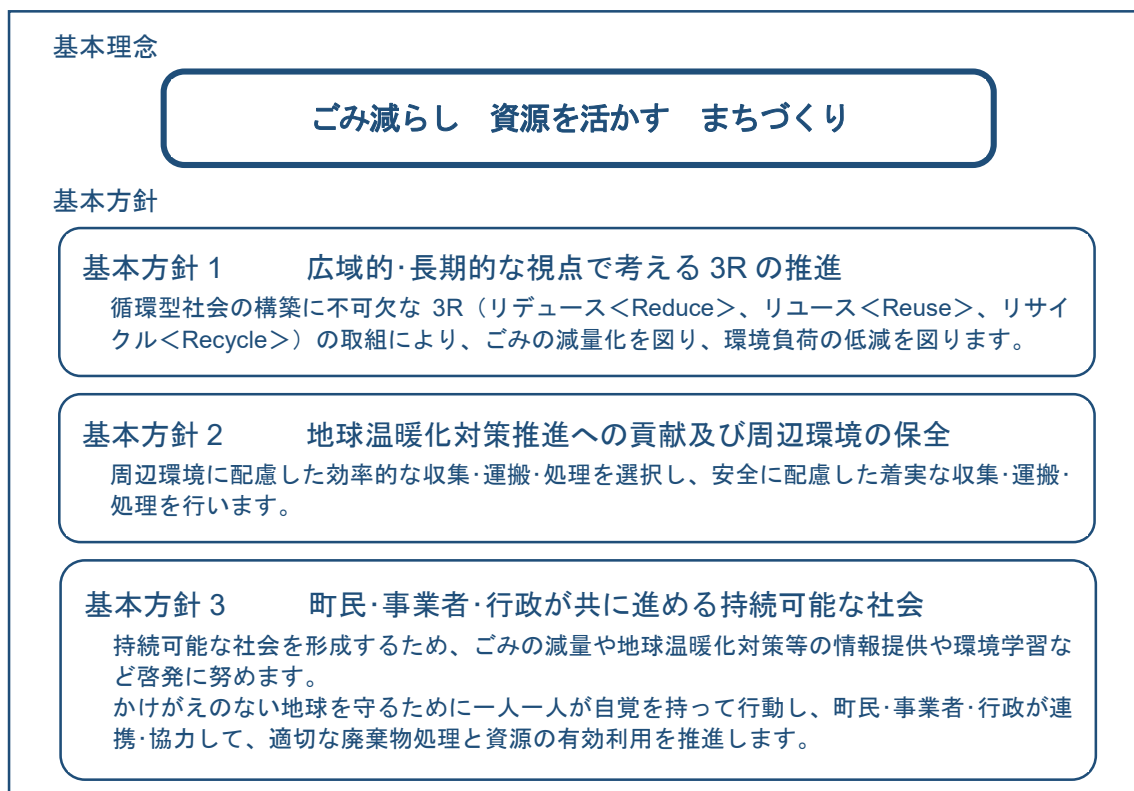 基本理念
ごみ減らし　資源を活かす　まちづくり
基本方針
基本方針 1　　　広域的･長期的な視点で考える 3R の推進
循環型社会の構築に不可欠な 3R（リデュース＜Reduce＞、リユース＜Reuse＞、リサイ
クル＜Recycle＞）の取組により、ごみの減量化を図り、環境負荷の低減を図ります。
基本方針 2　　　地球温暖化対策推進への貢献及び周辺環境の保全
周辺環境に配慮した効率的な収集･運搬･処理を選択し、安全に配慮した着実な収集･運搬･
処理を行います。
基本方針 3　　　町民･事業者･行政が共に進める持続可能な社会
持続可能な社会を形成するため、ごみの減量や地球温暖化対策等の情報提供や環境学習な
ど啓発に努めます。
かけがえのない地球を守るために一人一人が自覚を持って行動し、町民･事業者･行政が連
携･協力して、適切な廃棄物処理と資源の有効利用を推進します。